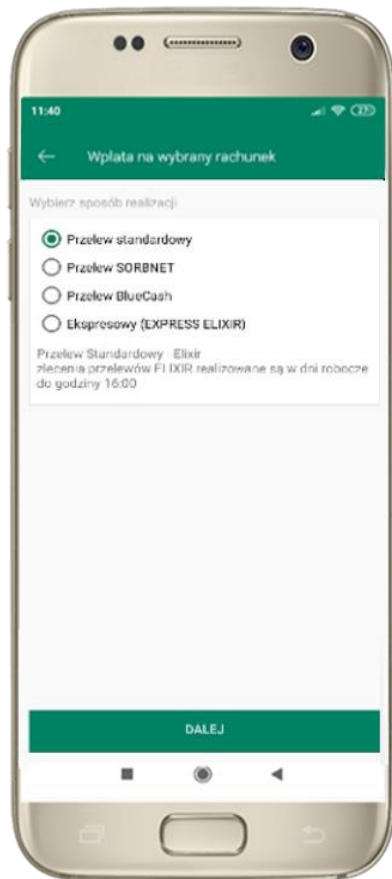 11:40
Wpłata na wybrany rachunek
Wybierz sposób realizacji
Przelew standardowy
Przelew SORBNET
Przelew BlueCash
Ekspresowy (EXPRESS ELIXIR)
Przelew Standardowy - Elixir
zlecenia przelewów ELIXIR realizowane są w dni robocze
do godziny 16:00
DALEJ